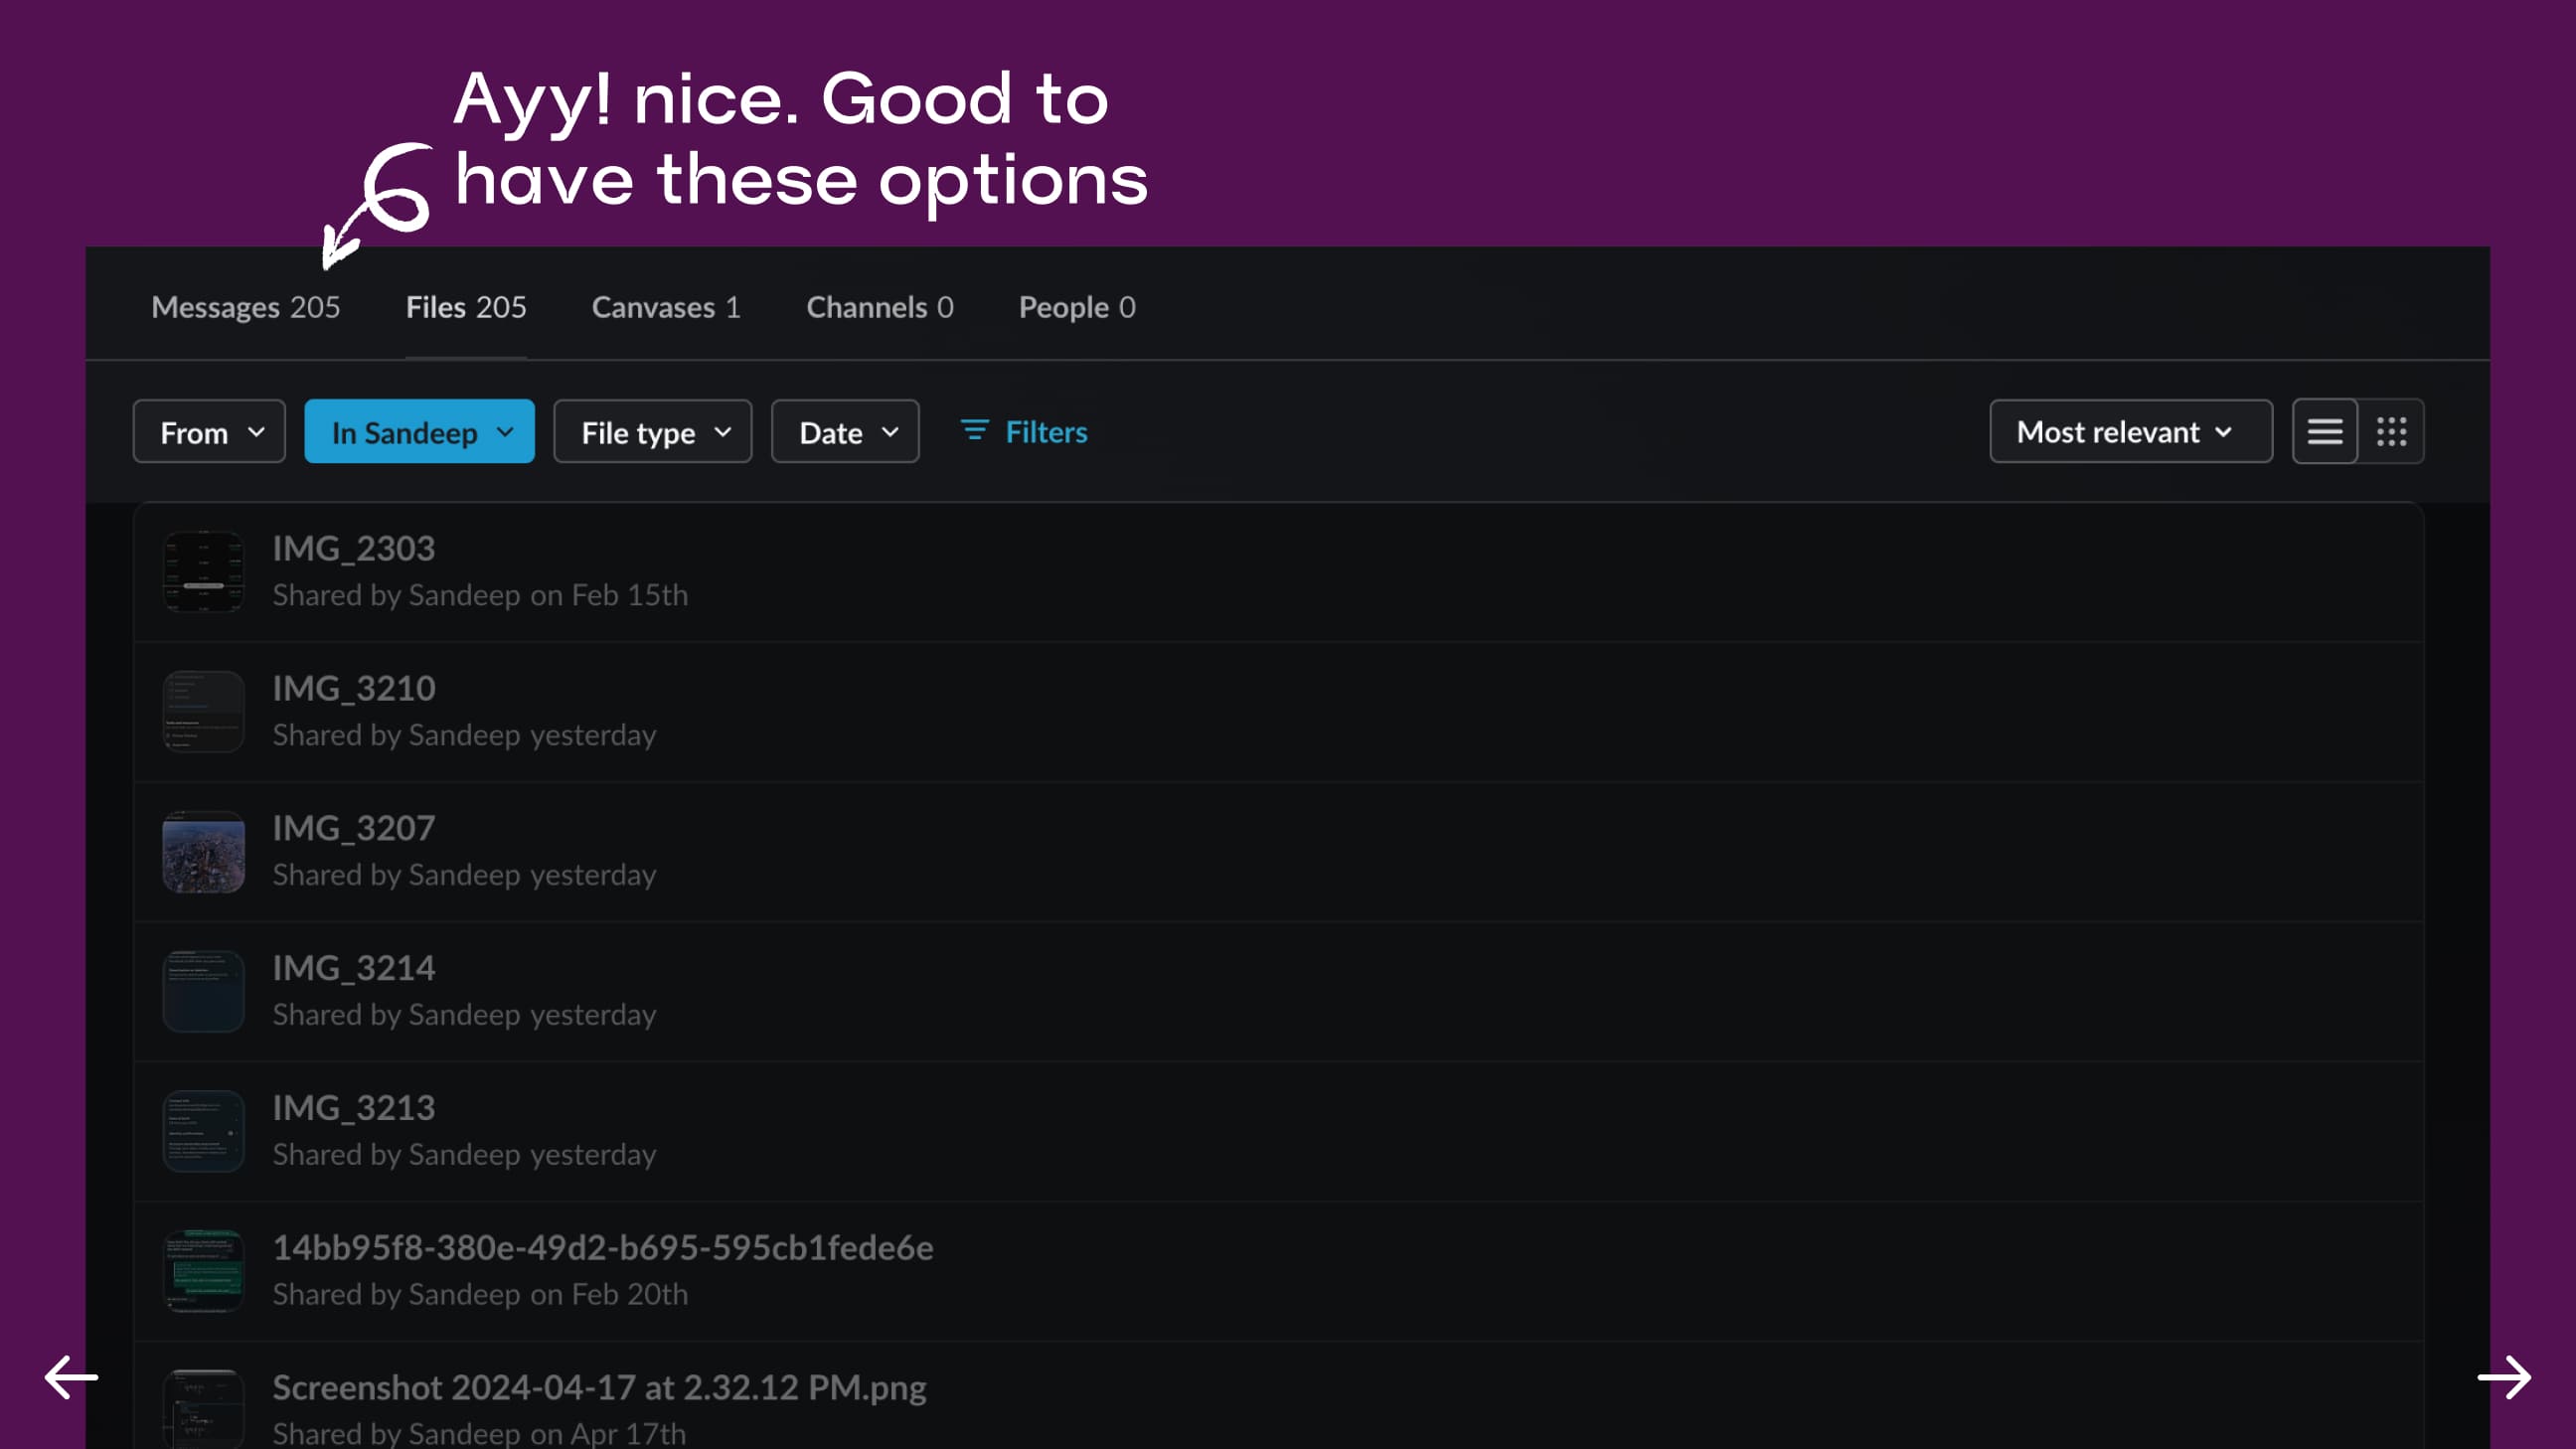 Ayy! nice. Good to
have these options
Messages 205 Files 205 Canvases 1 Channels 0 People 0
From In Sandeep File type Date Filters Most relevant
IMG_2303
Shared by Sandeep on Feb 15th
IMG_3210
Shared by Sandeep yesterday
IMG_3207
Shared by Sandeep yesterday
IMG_3214
Shared by Sandeep yesterday
IMG_3213
Shared by Sandeep yesterday
14bb95f8-380e-49d2-b695-595cb1fede6e
Shared by Sandeep on Feb 20th
Screenshot 2024-04-17 at 2.32.12 PM.png
Shared by Sandeep on Apr 17th